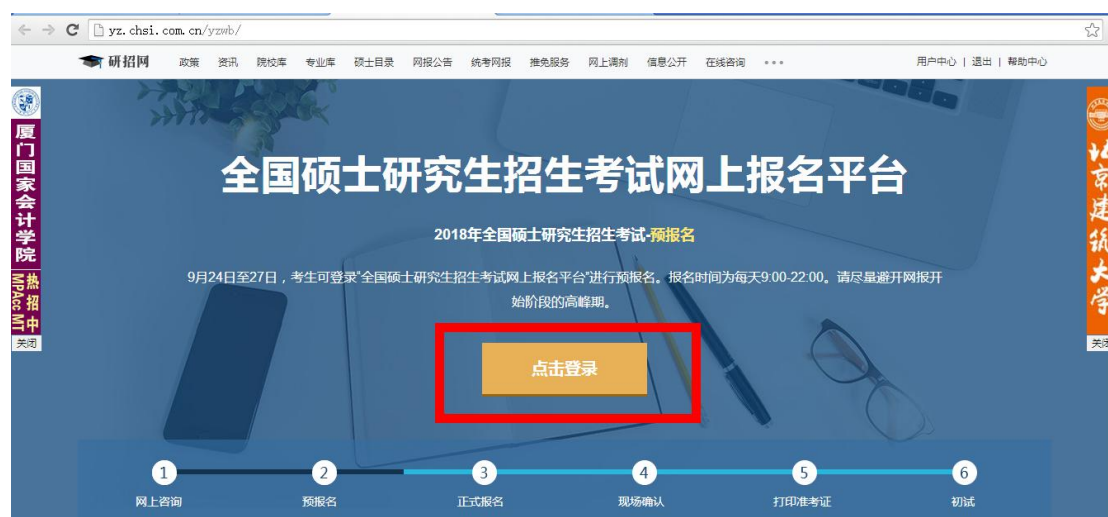 yz.chsi.com.cn/yzwb/
研招网 政策 资讯 院校库 专业库 硕士目录 网报公告 统考网报 推免服务 网上调剂 信息公开 在线咨询 ••• 用户中心 | 退出 | 帮助中心
厦门国家会计学院
MPAcc MT
热招中
关闭
全国硕士研究生招生考试网上报名平台
2018年全国硕士研究生招生考试-预报名
9月24日至27日，考生可登录"全国硕士研究生招生考试网上报名平台"进行预报名。报名时间为每天9:00-22:00。请尽量避开网报开
始阶段的高峰期。
点击登录
北京建筑大学
关闭
1 2 3 4 5 6
网上咨询 预报名 正式报名 现场确认 打印准考证 初试